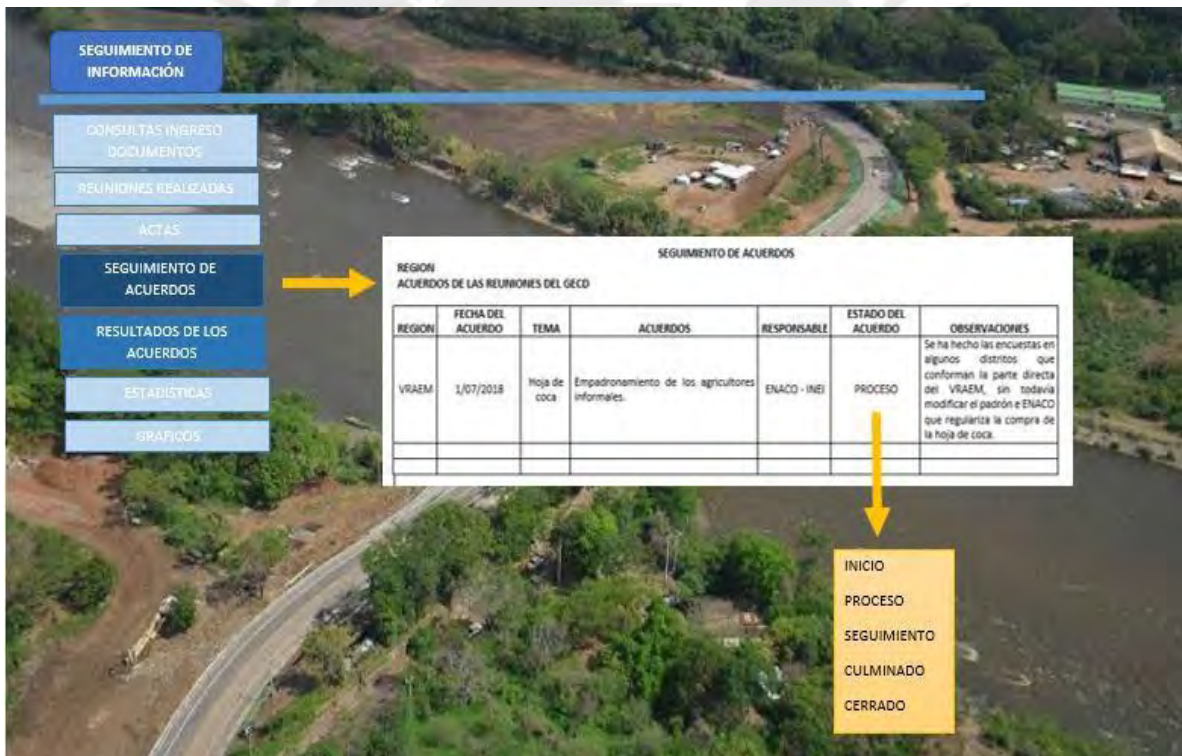 SEGUIMIENTO DE
INFORMACIÓN
CONSULTAS INGRESO
DOCUMENTOS
REUNIONES REALIZADAS
ACTAS
SEGUIMIENTO DE
ACUERDOS
RESULTADOS DE LOS
ACUERDOS
ESTADISTICAS
GRAFICOS
SEGUIMIENTO DE ACUERDOS
REGION
ACUERDOS DE LAS REUNIONES DEL GECD
REGION
FECHA DEL
ACUERDO
TEMA
ACUERDOS
RESPONSABLE
ESTADO DEL
ACUERDO
OBSERVACIONES
VRAEM
1/07/2018
Hoja de
coca
Empadronamiento de los agricultores
informales.
ENACO - INEI
PROCESO
Se ha hecho las encuestas en
algunos distritos que
conforman la parte directa
del VRAEM, sin todavia
modificar el padrón e ENACO
que regulariza la compra de
la hoja de coca.
INICIO
PROCESO
SEGUIMIENTO
CULMINADO
CERRADO